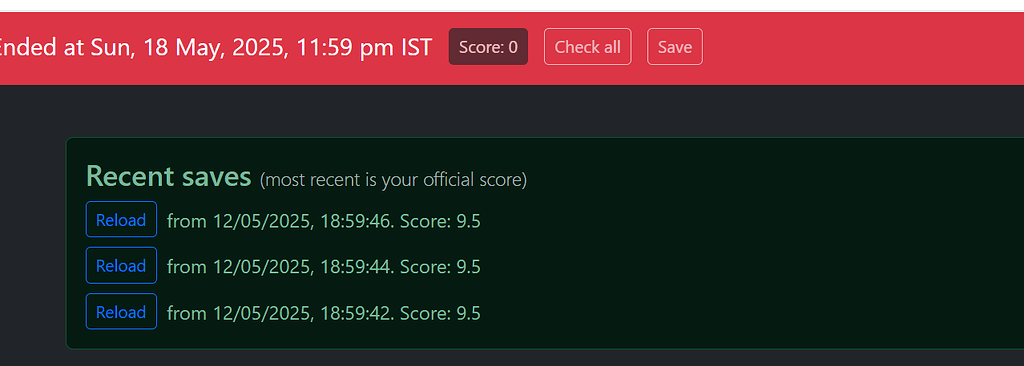 Ended at Sun, 18 May, 2025, 11:59 pm IST Score: 0 Check all Save
Recent saves (most recent is your official score)
Reload from 12/05/2025, 18:59:46. Score: 9.5
Reload from 12/05/2025, 18:59:44. Score: 9.5
Reload from 12/05/2025, 18:59:42. Score: 9.5